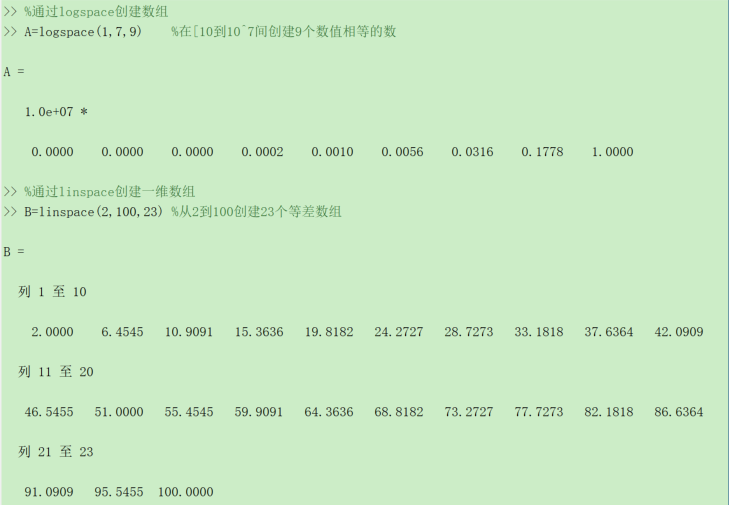 >> %通过logspace创建数组
>> A=logspace(1,7,9)    %在[10到10^7间创建9个数值相等的数
A =
1.0e+07 *
0.0000    0.0000    0.0000    0.0002    0.0010    0.0056    0.0316    0.1778    1.0000
>> %通过linspace创建一维数组
>> B=linspace(2,100,23) %从2到100创建23个等差数组
B =
列 1 至 10
2.0000    6.4545   10.9091   15.3636   19.8182   24.2727   28.7273   33.1818   37.6364   42.0909
列 11 至 20
46.5455   51.0000   55.4545   59.9091   64.3636   68.8182   73.2727   77.7273   82.1818   86.6364
列 21 至 23
91.0909   95.5455  100.0000